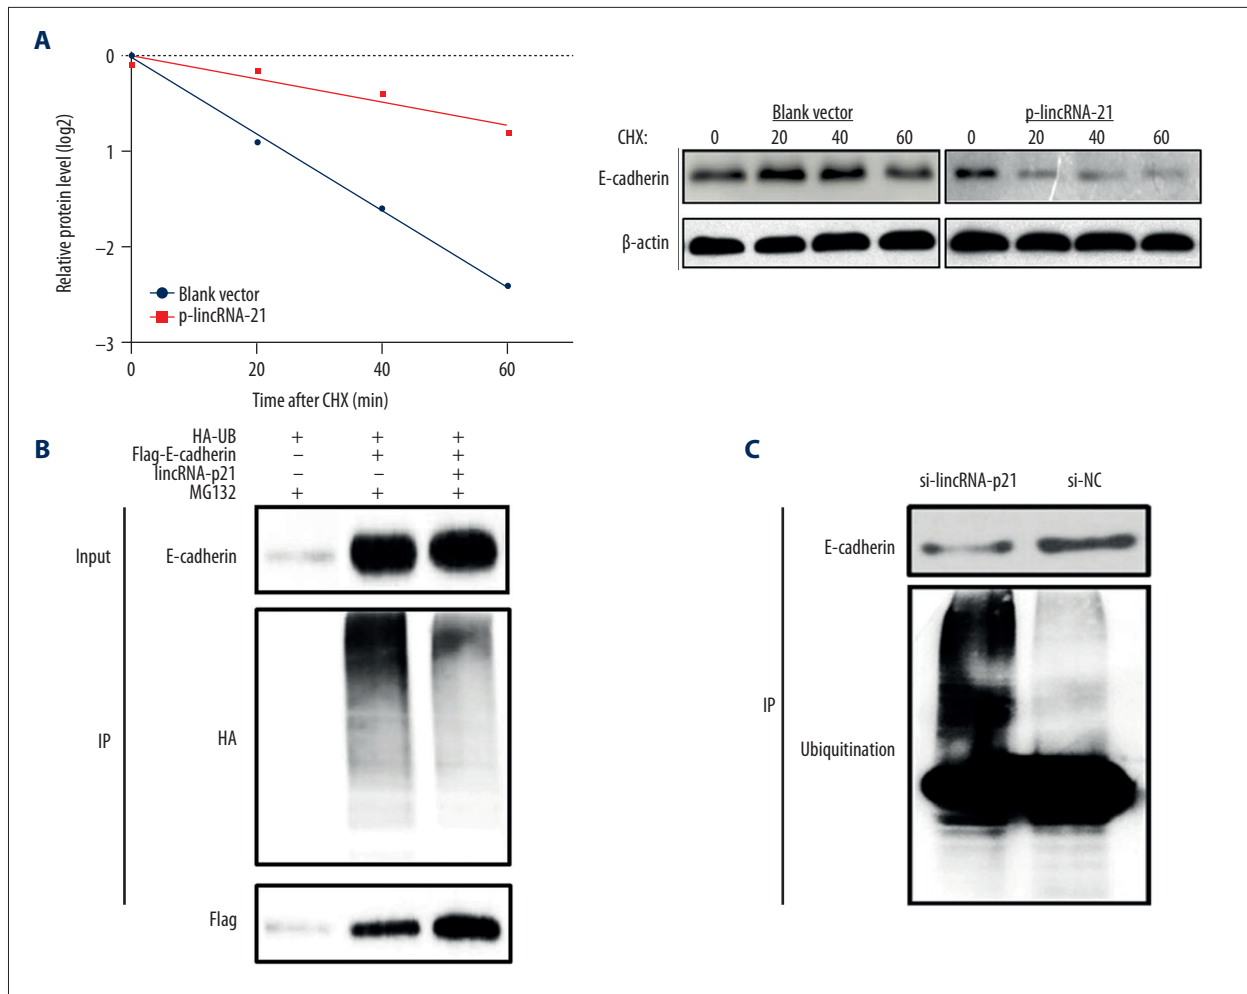 A
0
1
–2
–3
0
20
40
60
Relative protein level (log2)
Time after CHX (min)
Blank vector
p-lincRNA-21
Blank vector
p-lincRNA-21
CHX:
0
20
40
60
0
20
40
60
E-cadherin
β-actin
B
HA-UB + + +
Flag-E-cadherin – + +
lincRNA-p21 – – +
MG132 + + +
Input
E-cadherin
IP
HA
Flag
C
si-lincRNA-p21
si-NC
E-cadherin
IP
Ubiquitination